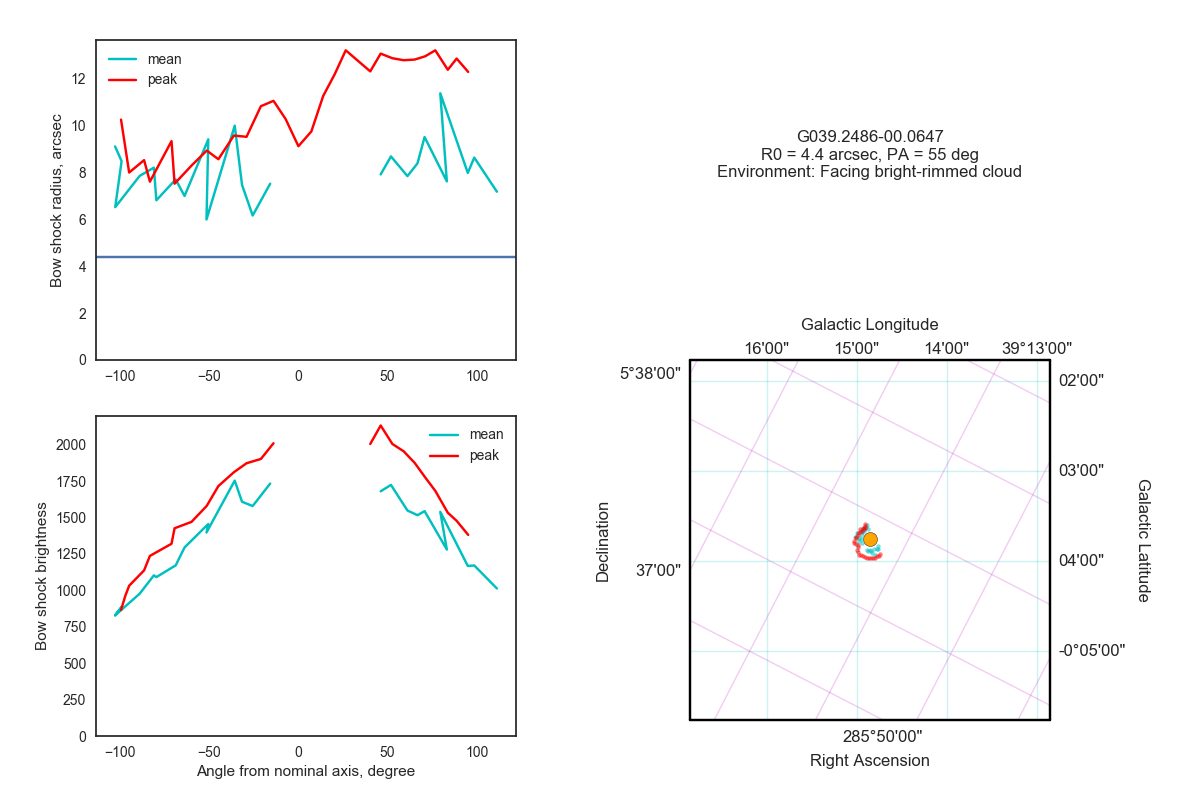 mean
peak
12
10
8
6
4
2
0
Bow shock radius, arcsec
−100
−50
0
50
100
G039.2486-00.0647
R0 = 4.4 arcsec, PA = 55 deg
Environment: Facing bright-rimmed cloud
mean
peak
2000
1750
1500
1250
1000
750
500
250
0
Bow shock brightness
−100
−50
0
50
100
Angle from nominal axis, degree
Galactic Longitude
16'00"
15'00"
14'00"
39°13'00"
5°38'00"
37'00"
Declination
02'00"
03'00"
04'00"
-0°05'00"
Galactic Latitude
285°50'00"
Right Ascension